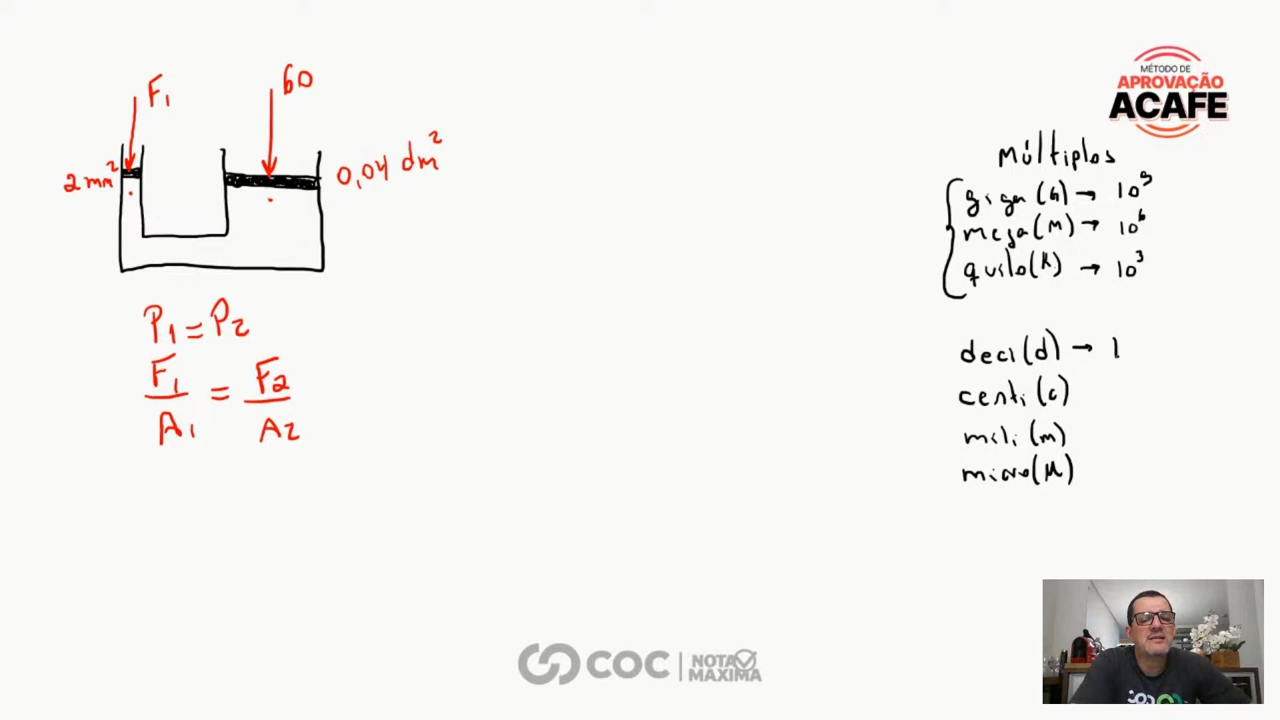 F1
60
2 mm²
0,04 dm²
P1 = P2
F1 = F2
A1 A2
MÉTODO DE
APROVAÇÃO
ACAFE
Múltiplos
giga (G) → 10⁹
mega (M) → 10⁶
quilo (K) → 10³
deci (d) → 1
centi (c)
mili (m)
micro (μ)
COC
NOTA
MÁXIMA